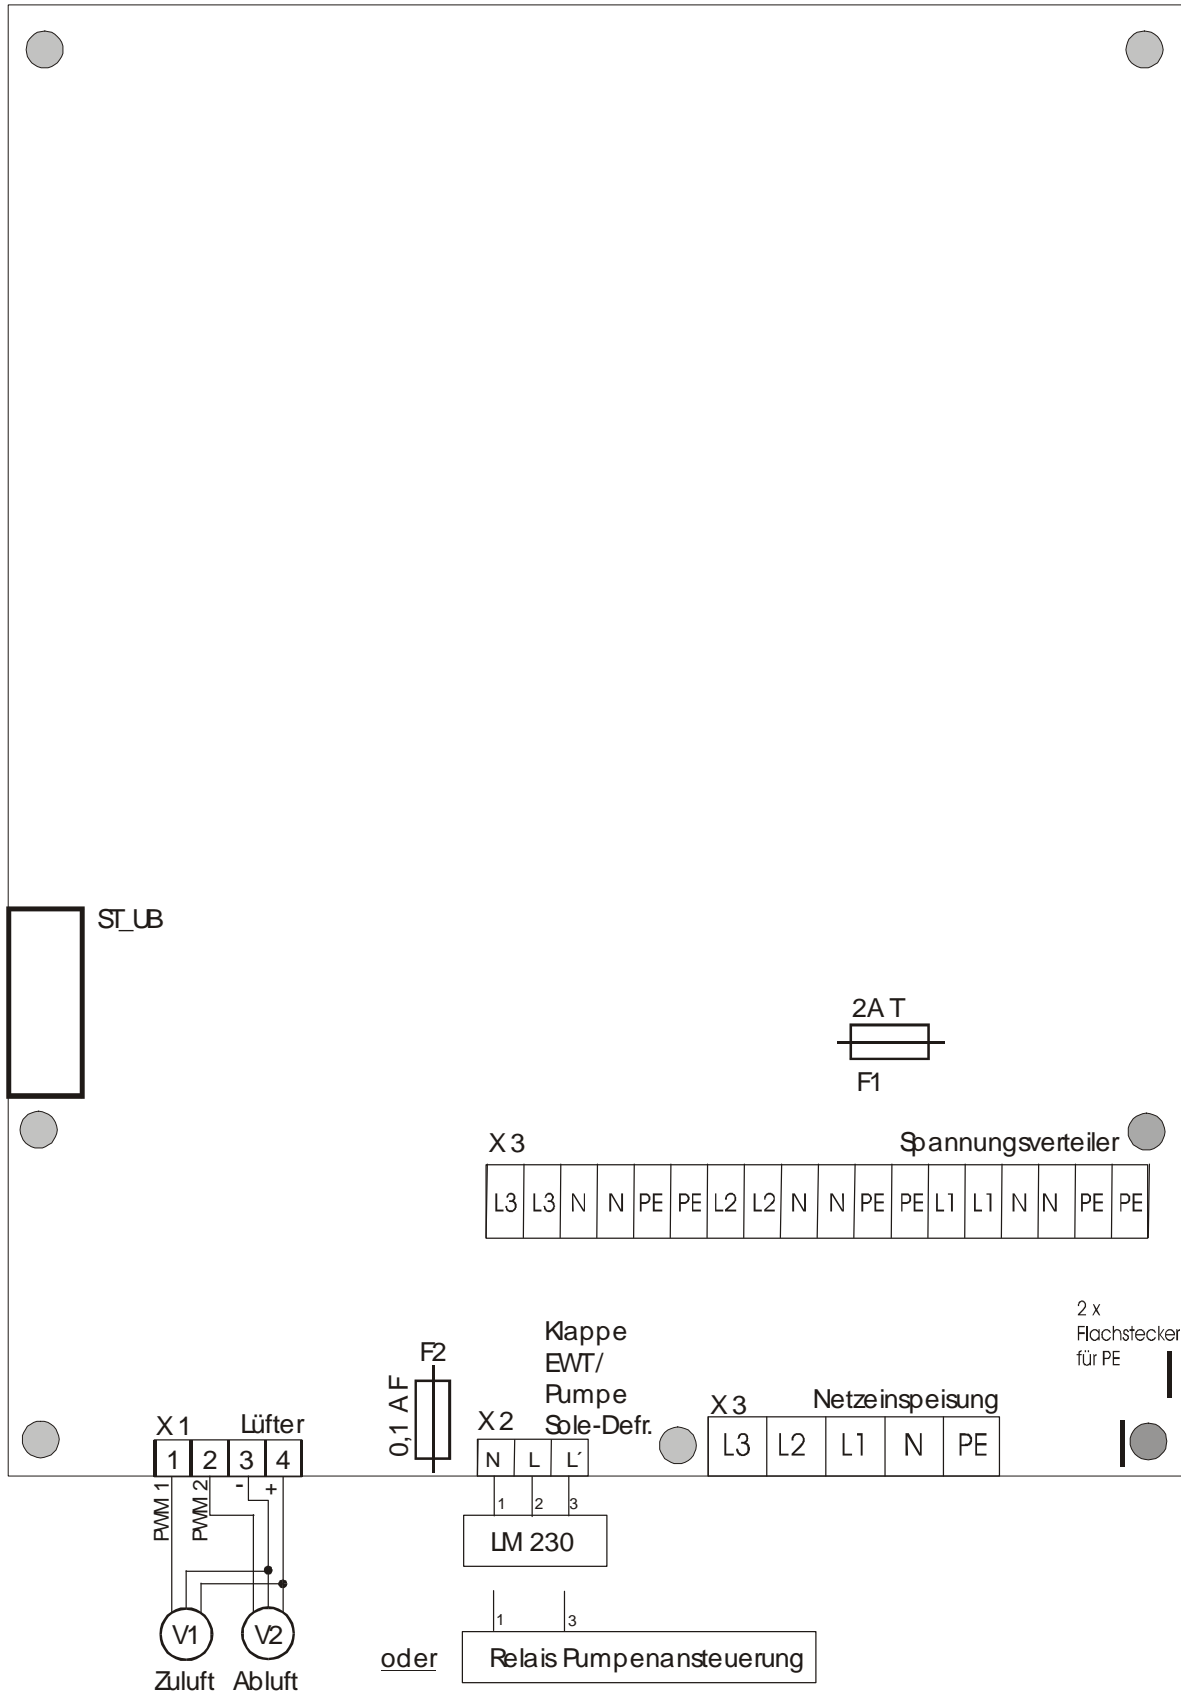 ST_UB
2A T
F1
X3 Spannungsverteiler
L3 L3 N N PE PE L2 L2 N N PE PE L1 L1 N N PE PE
2 x
Flachstecker
für PE
Klappe
EWT/
Pumpe
Sole-Defr.
F2
0,1 AF
X1 Lüfter
1 2 3 4
X2
N L L´
X3 Netzeinspeisung
L3 L2 L1 N PE
PWM 1
PWM 2
- +
1 2 3
LM 230
V1 V2
Zuluft Abluft
oder
1 3
Relais Pumpenansteuerung